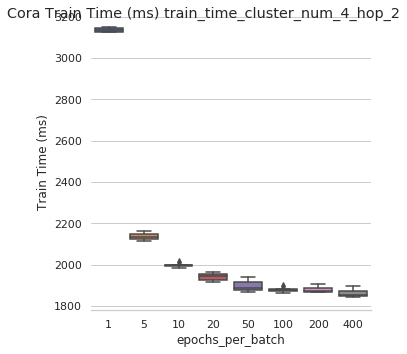 Cora Train Time (ms) train_time_cluster_num_4_hop_2
3200
3000
2800
2600
2400
2200
2000
1800
Train Time (ms)
1 5 10 20 50 100 200 400
epochs_per_batch